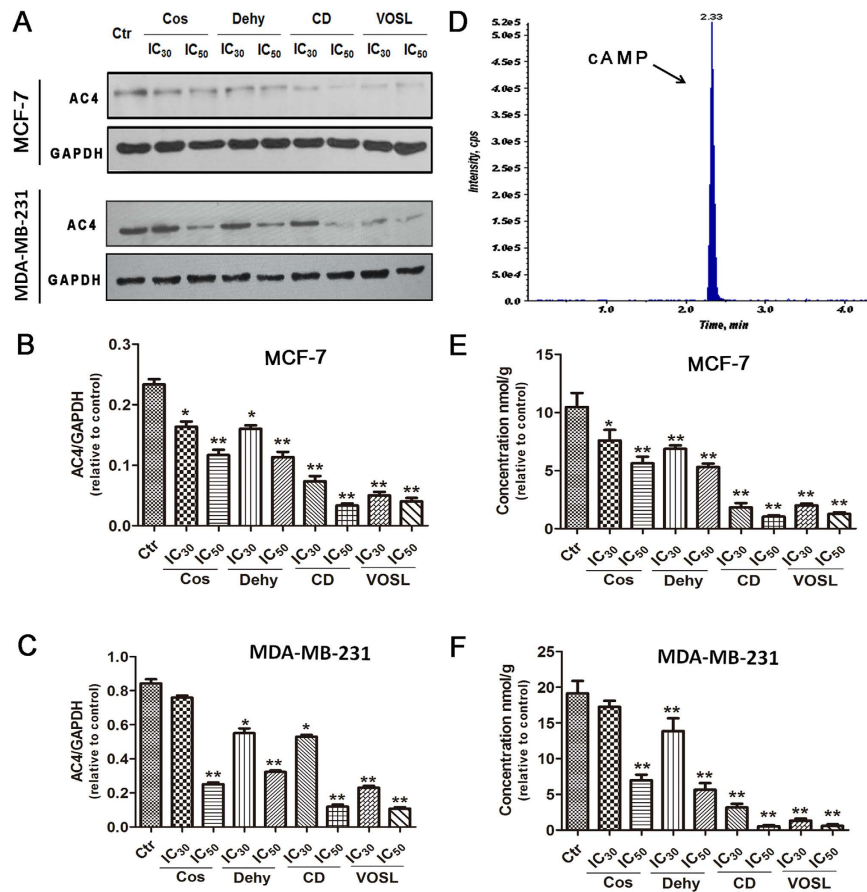 A
Cos Dehy CD VOSL
Ctr IC30 IC50 IC30 IC50 IC30 IC50 IC30 IC50
MCF-7
AC4
GAPDH
MDA-MB-231
AC4
GAPDH
D
2.33
cAMP
Intensity, cps
5.2e5
5.0e5
4.5e5
4.0e5
3.5e5
3.0e5
2.5e5
2.0e5
1.5e5
1.0e5
5.0e4
0.0
1.0 2.0 3.0 4.0
Time, min
B
MCF-7
AC4/GAPDH
(relative to control)
0.3
0.2
0.1
0.0
* ** * ** ** ** ** **
Ctr IC30 IC50 IC30 IC50 IC30 IC50 IC30 IC50
Cos Dehy CD VOSL
E
MCF-7
Concentration nmol/g
(relative to control)
15
10
5
0
* ** ** ** ** ** ** **
Ctr IC30 IC50 IC30 IC50 IC30 IC50 IC30 IC50
Cos Dehy CD VOSL
C
MDA-MB-231
AC4/GAPDH
(relative to control)
1.0
0.8
0.6
0.4
0.2
0.0
** * ** * ** ** **
Ctr IC30 IC50 IC30 IC50 IC30 IC50 IC30 IC50
Cos Dehy CD VOSL
F
MDA-MB-231
Concentration nmol/g
(relative to control)
25
20
15
10
5
0
** ** ** ** ** ** **
Ctr IC30 IC50 IC30 IC50 IC30 IC50 IC30 IC50
Cos Dehy CD VOSL